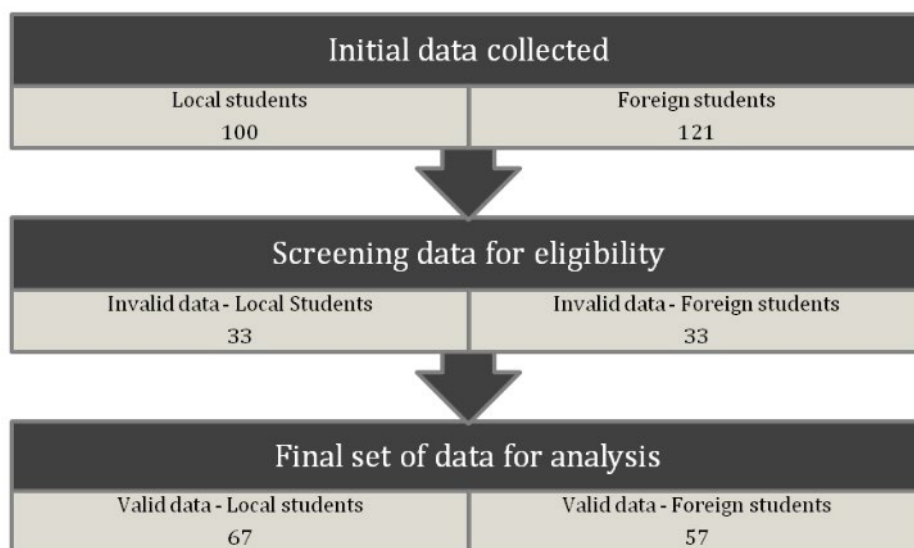 Initial data collected
Local students
100
Foreign students
121
Screening data for eligibility
Invalid data - Local Students
33
Invalid data - Foreign students
33
Final set of data for analysis
Valid data - Local students
67
Valid data - Foreign students
57